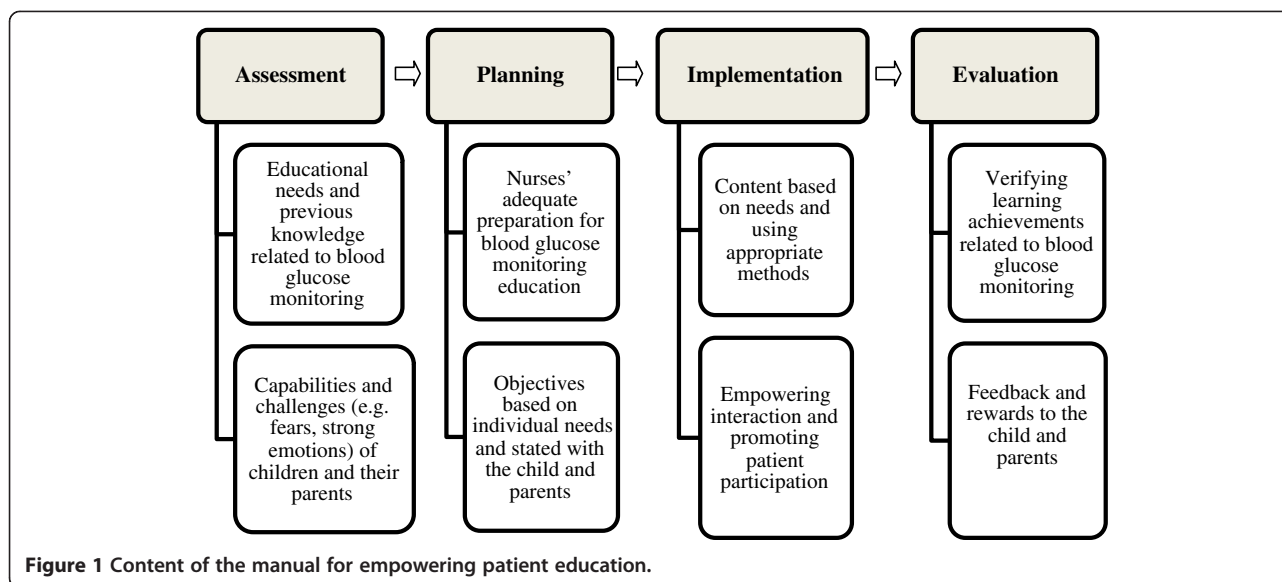 Assessment
Planning
Implementation
Evaluation
Educational
needs and
previous
knowledge
related to blood
glucose
monitoring
Nurses’
adequate
preparation for
blood glucose
monitoring
education
Content based
on needs and
using
appropriate
methods
Verifying
learning
achievements
related to blood
glucose
monitoring
Capabilities and
challenges (e.g.
fears, strong
emotions) of
children and their
parents
Objectives
based on
individual needs
and stated with
the child and
parents
Empowering
interaction and
promoting
patient
participation
Feedback and
rewards to the
child and
parents
Figure 1 Content of the manual for empowering patient education.